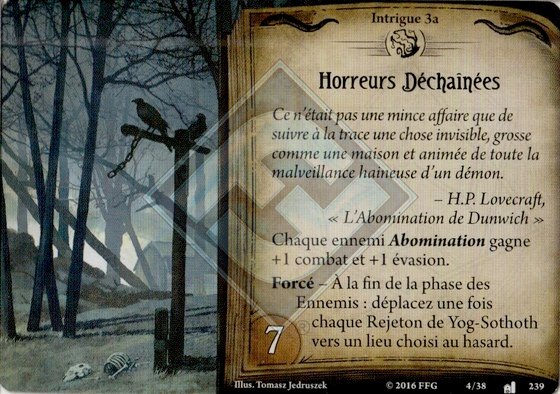 Intrigue 3a
Horreurs Déchaînées
Ce n'était pas une mince affaire que de
suivre à la trace une chose invisible, grosse
comme une maison et animée de toute la
malveillance haineuse d'un démon.
– H.P. Lovecraft,
« L'Abomination de Dunwich »
Chaque ennemi Abomination gagne
+1 combat et +1 évasion.
Forcé – À la fin de la phase des
Ennemis : déplacez une fois
chaque Rejeton de Yog-Sothoth
vers un lieu choisi au hasard.
7
Illus. Tomasz Jedruszek © 2016 FFG 4/38 239